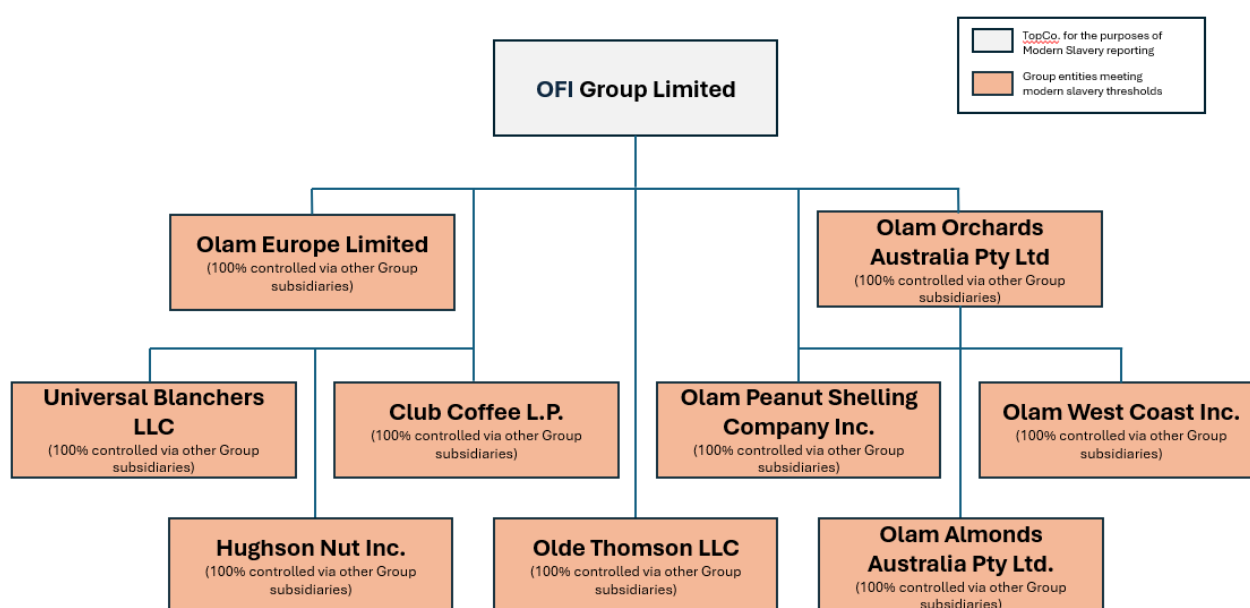 TopCo. for the purposes of
Modern Slavery reporting
Group entities meeting
modern slavery thresholds
OFI Group Limited
Olam Europe Limited
(100% controlled via other Group
subsidiaries)
Olam Orchards
Australia Pty Ltd
(100% controlled via other Group
subsidiaries)
Universal Blanchers
LLC
(100% controlled via other Group
subsidiaries)
Club Coffee L.P.
(100% controlled via other Group
subsidiaries)
Olam Peanut Shelling
Company Inc.
(100% controlled via other Group
subsidiaries)
Olam West Coast Inc.
(100% controlled via other Group
subsidiaries)
Hughson Nut Inc.
(100% controlled via other Group
subsidiaries)
Olde Thomson LLC
(100% controlled via other Group
subsidiaries)
Olam Almonds
Australia Pty Ltd.
(100% controlled via other Group
subsidiaries)